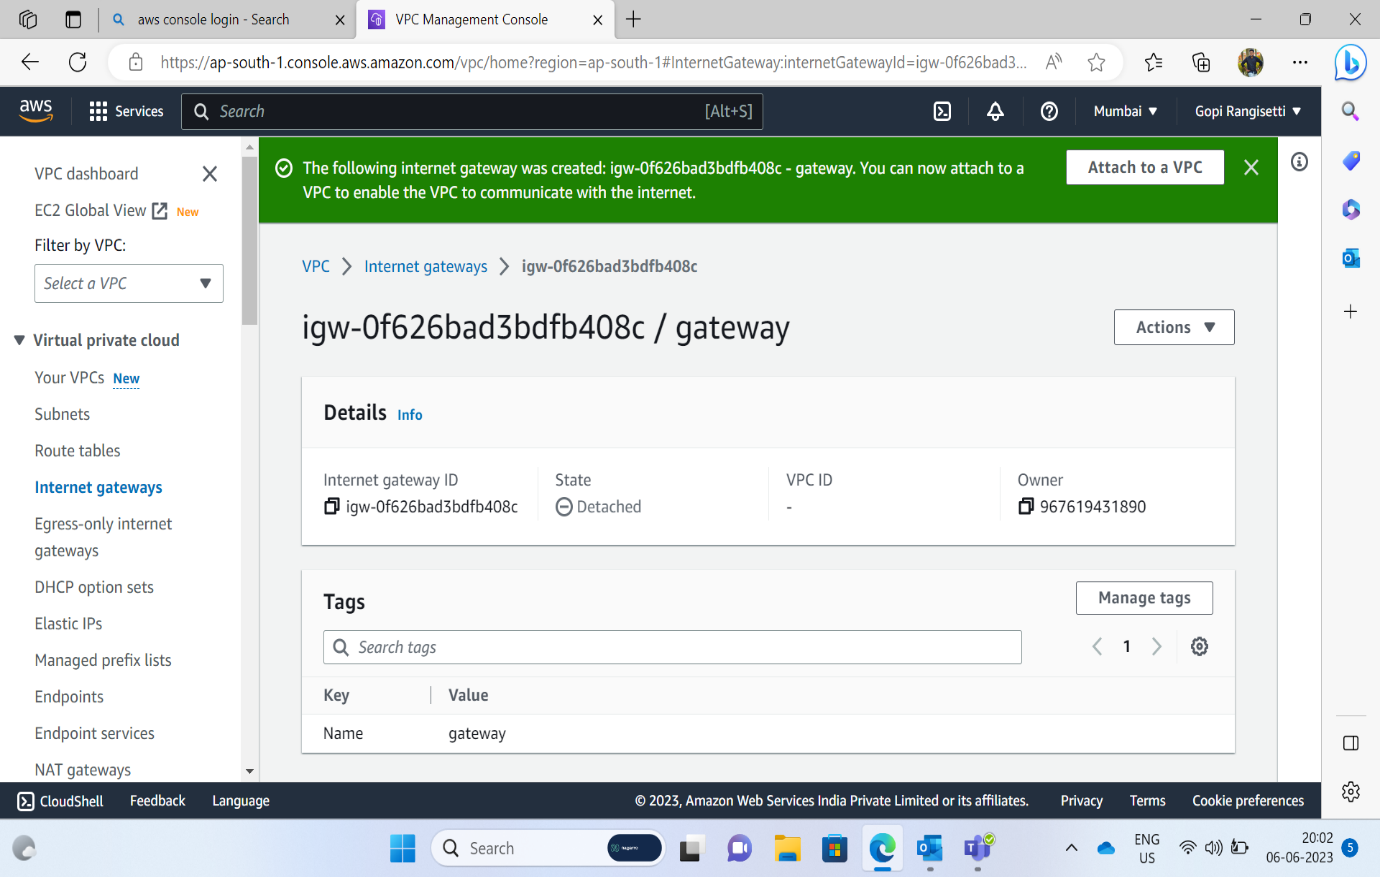 aws console login - Search
VPC Management Console
https://ap-south-1.console.aws.amazon.com/vpc/home?region=ap-south-1#InternetGateway:internetGatewayId=igw-0f626bad3...
aws
Services
Search
[Alt+S]
Mumbai
Gopi Rangisetti
VPC dashboard
EC2 Global View New
Filter by VPC:
Select a VPC
Virtual private cloud
Your VPCs New
Subnets
Route tables
Internet gateways
Egress-only internet
gateways
DHCP option sets
Elastic IPs
Managed prefix lists
Endpoints
Endpoint services
NAT gateways
The following internet gateway was created: igw-0f626bad3bdfb408c - gateway. You can now attach to a
VPC to enable the VPC to communicate with the internet.
Attach to a VPC
VPC
Internet gateways
igw-0f626bad3bdfb408c
igw-0f626bad3bdfb408c / gateway
Actions
Details Info
Internet gateway ID
igw-0f626bad3bdfb408c
State
Detached
VPC ID
-
Owner
967619431890
Tags
Manage tags
Search tags
1
Key
Value
Name
gateway
CloudShell
Feedback
Language
© 2023, Amazon Web Services India Private Limited or its affiliates.
Privacy
Terms
Cookie preferences
Search
ENG
US
20:02
06-06-2023
5